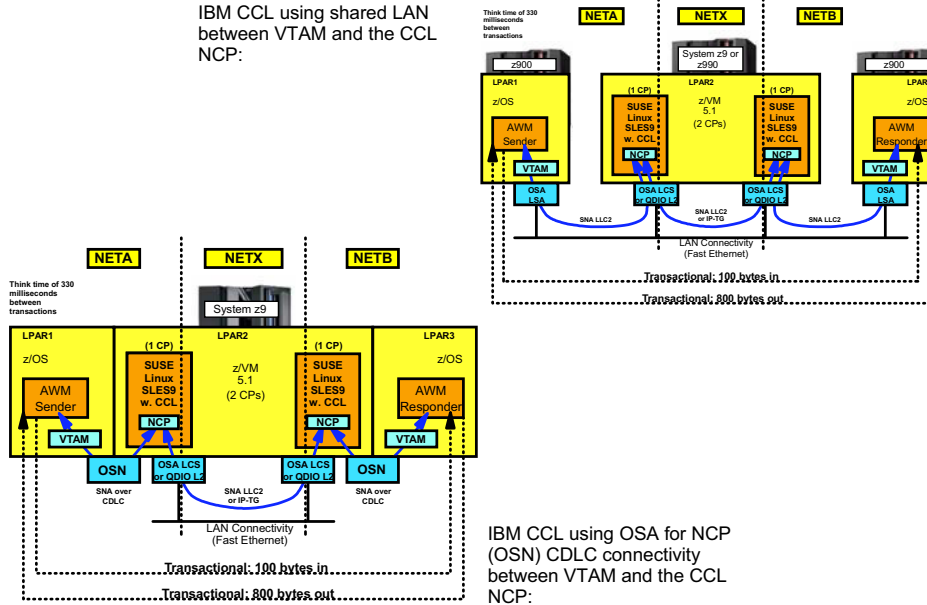 IBM CCL using shared LAN
between VTAM and the CCL
NCP:
Think time of 330
milliseconds
between
transactions
NETA
NETX
NETB
z900
System z9 or
z990
z900
LPAR1
LPAR2
LPAR
z/OS
z/OS
(1 CP)
SUSE
Linux
SLES9
w. CCL
NCP
z/VM
5.1
(2 CPs)
(1 CP)
SUSE
Linux
SLES9
w. CCL
NCP
AWM
Sender
AWM
Responder
VTAM
VTAM
OSA
LSA
OSA LCS
or QDIO L2
OSA LCS
or QDIO L2
OSA
LSA
SNA LLC2
SNA LLC2
or IP-TG
SNA LLC2
LAN Connectivity
(Fast Ethernet)
Transactional: 100 bytes in
Transactional: 800 bytes out
NETA
NETX
NETB
Think time of 330
milliseconds
between
transactions
System z9
LPAR1
LPAR2
LPAR3
z/OS
z/OS
(1 CP)
SUSE
Linux
SLES9
w. CCL
NCP
z/VM
5.1
(2 CPs)
(1 CP)
SUSE
Linux
SLES9
w. CCL
NCP
AWM
Sender
AWM
Responder
VTAM
VTAM
OSN
OSA LCS
or QDIO L2
OSA LCS
or QDIO L2
OSN
SNA over
CDLC
SNA LLC2
or IP-TG
SNA over
CDLC
LAN Connectivity
(Fast Ethernet)
Transactional: 100 bytes in
Transactional: 800 bytes out
IBM CCL using OSA for NCP
(OSN) CDLC connectivity
between VTAM and the CCL
NCP: